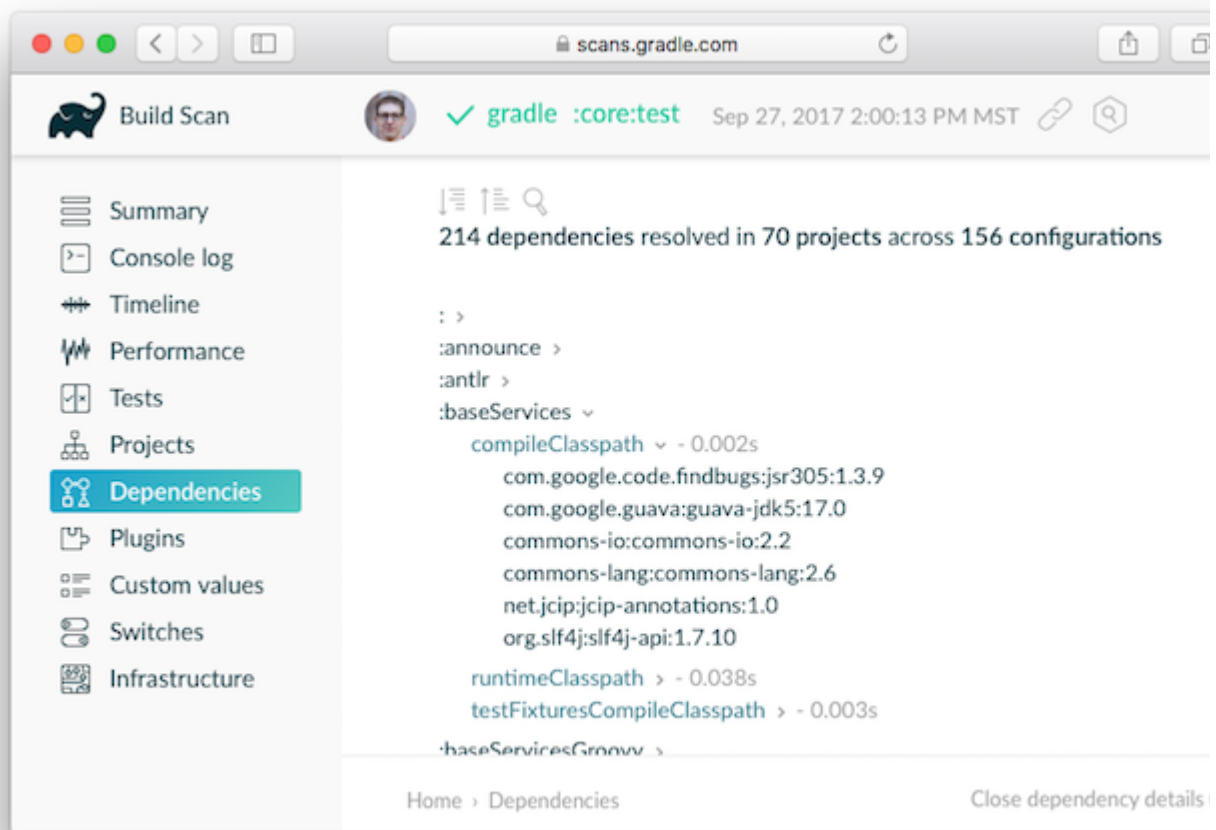 scans.gradle.com
Build Scan
gradle :core:test Sep 27, 2017 2:00:13 PM MST
Summary
Console log
Timeline
Performance
Tests
Projects
Dependencies
Plugins
Custom values
Switches
Infrastructure
214 dependencies resolved in 70 projects across 156 configurations
: >
:announce >
:antlr >
:baseServices
compileClasspath - 0.002s
com.google.code.findbugs:jsr305:1.3.9
com.google.guava:guava-jdk5:17.0
commons-io:commons-io:2.2
commons-lang:commons-lang:2.6
net.jcip:jcip-annotations:1.0
org.slf4j:slf4j-api:1.7.10
runtimeClasspath > - 0.038s
testFixturesCompileClasspath > - 0.003s
:baseServicesGroovy >
Home › Dependencies
Close dependency details